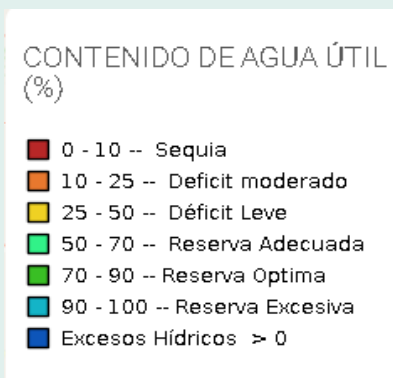 CONTENIDO DE AGUA ÚTIL
(%)
0 - 10 -- Sequia
10 - 25 -- Deficit moderado
25 - 50 -- Déficit Leve
50 - 70 -- Reserva Adecuada
70 - 90 -- Reserva Optima
90 - 100 -- Reserva Excesiva
Excesos Hídricos > 0